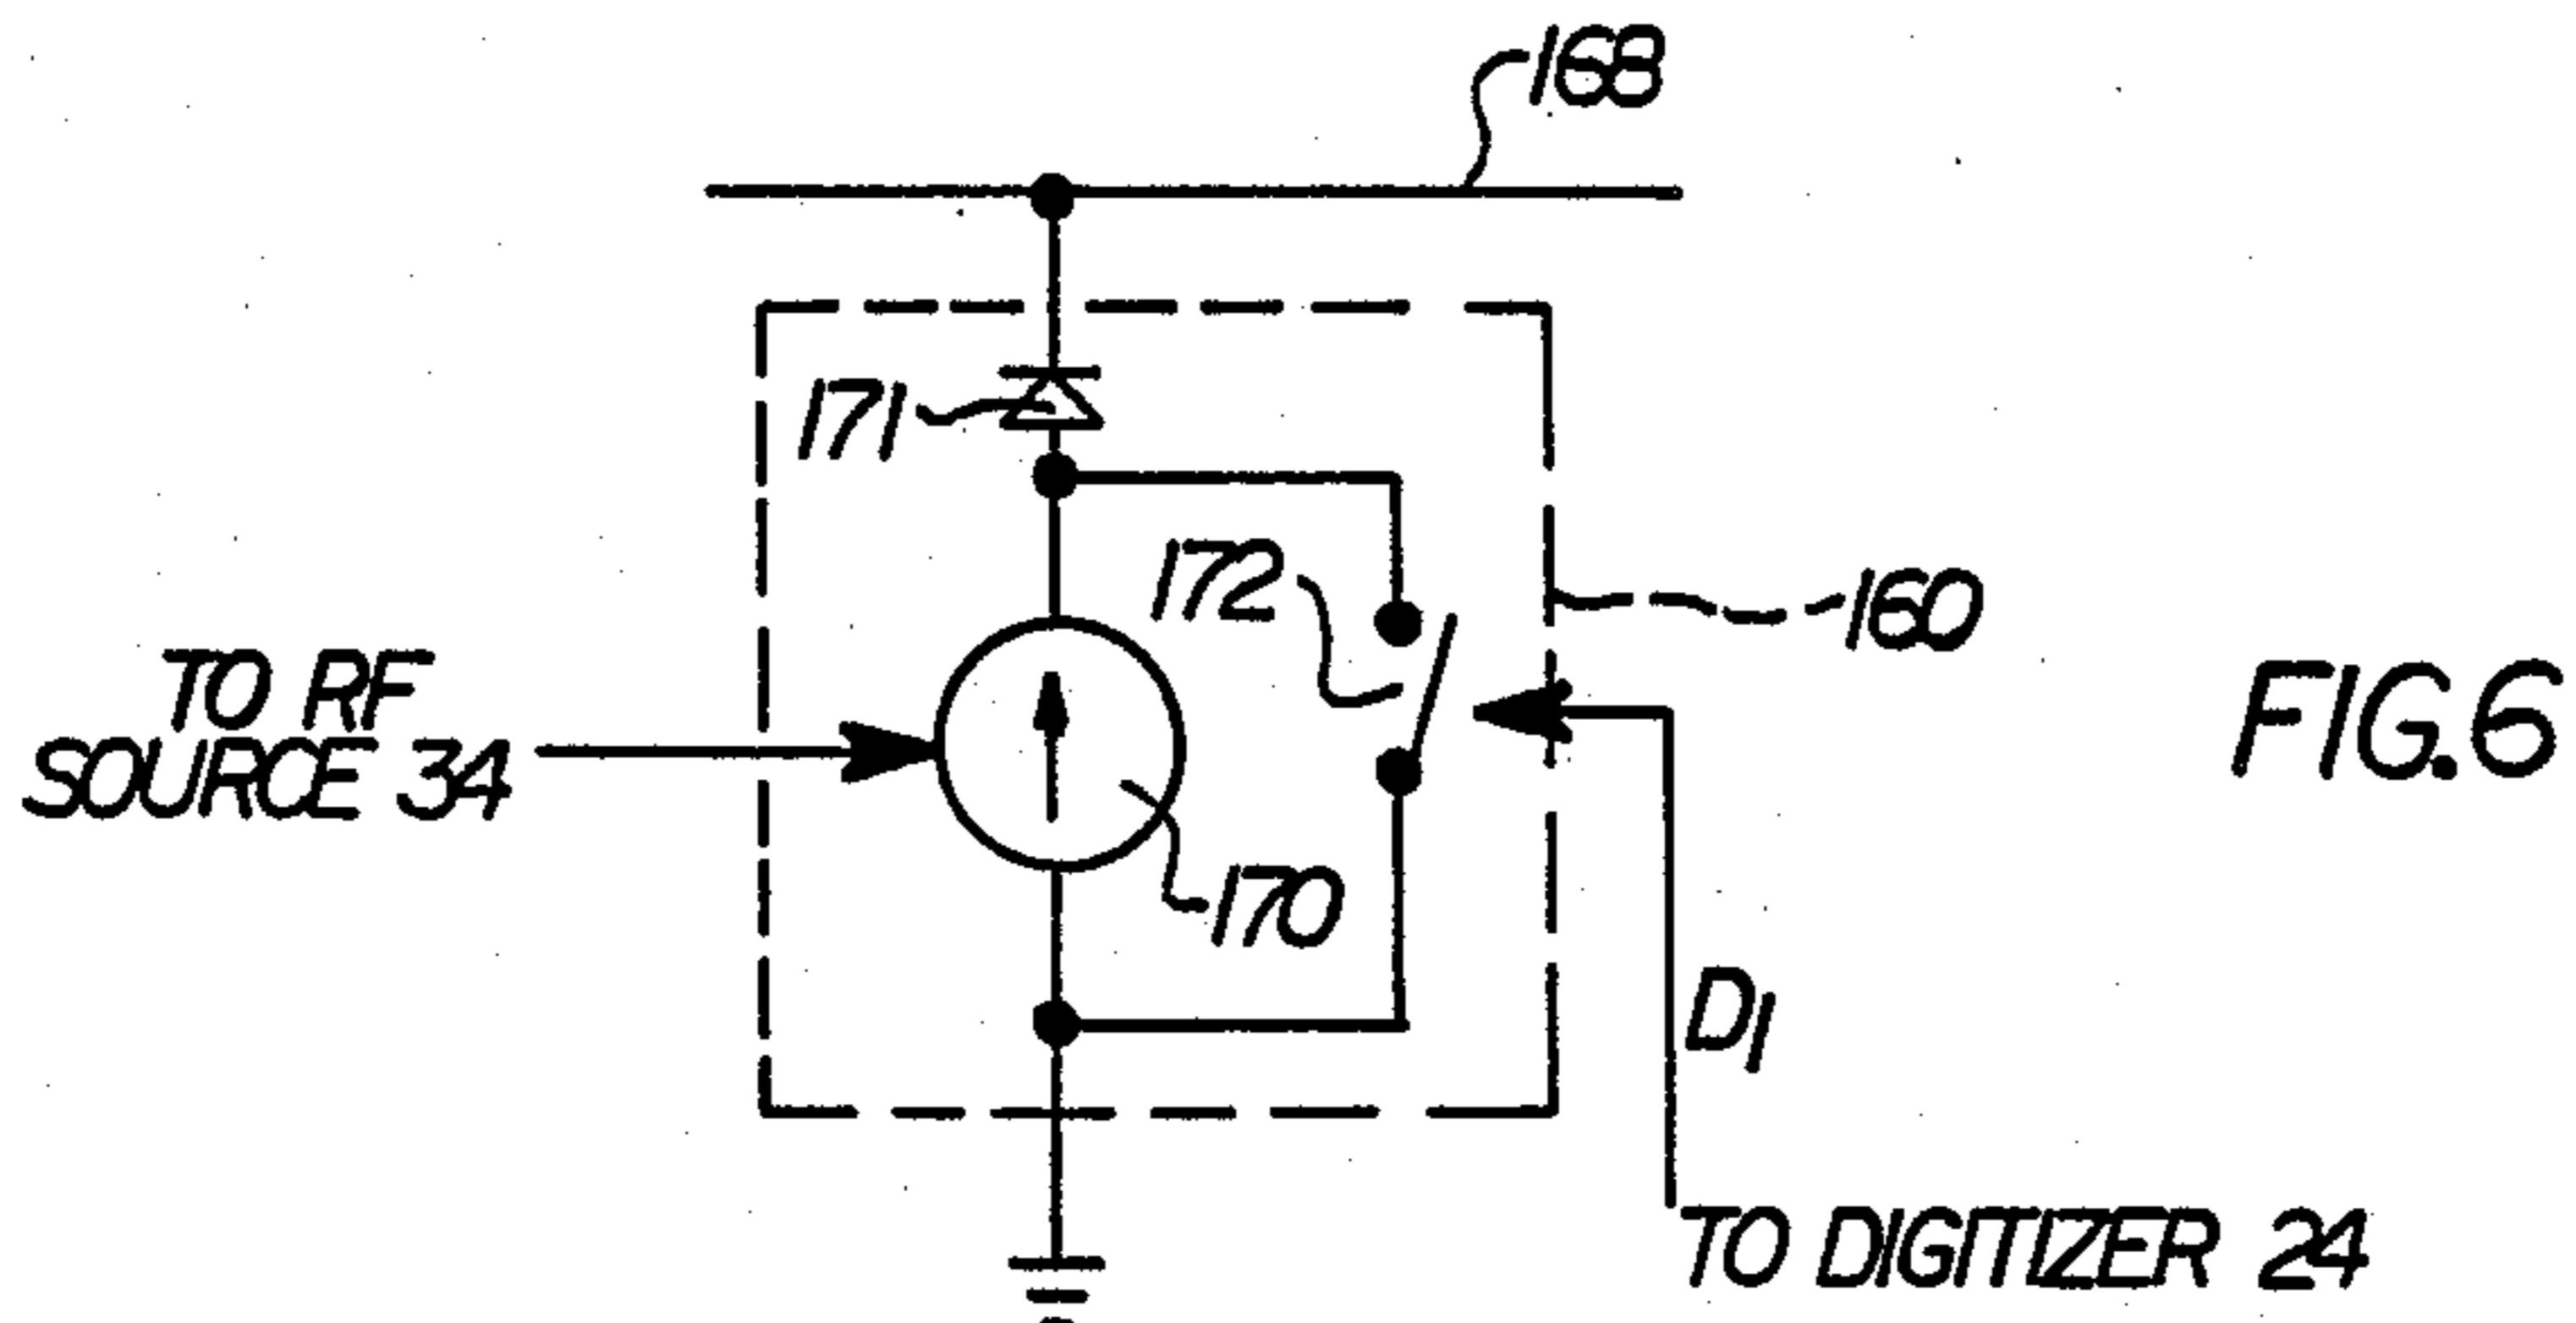 168
171
172
160
TO RF
SOURCE 34
FIG.6
170
D1
TO DIGITIZER 24